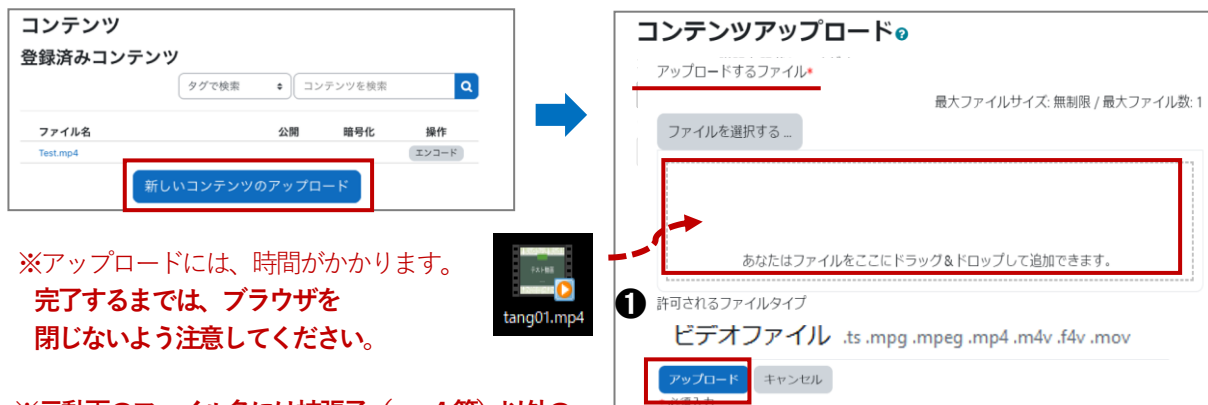 コンテンツ
登録済みコンテンツ
タグで検索 コンテンツを検索
ファイル名 公開 暗号化 操作
Test.mp4 エンコード
新しいコンテンツのアップロード
※アップロードには、時間がかかります。
完了するまでは、ブラウザを
閉じないよう注意してください。
テスト動画
tang01.mp4
コンテンツアップロード
アップロードするファイル
最大ファイルサイズ: 無制限 / 最大ファイル数: 1
ファイルを選択する ...
あなたはファイルをここにドラッグ&ドロップして追加できます。
❶ 許可されるファイルタイプ
ビデオファイル .ts .mpg .mpeg .mp4 .m4v .f4v .mov
アップロード キャンセル